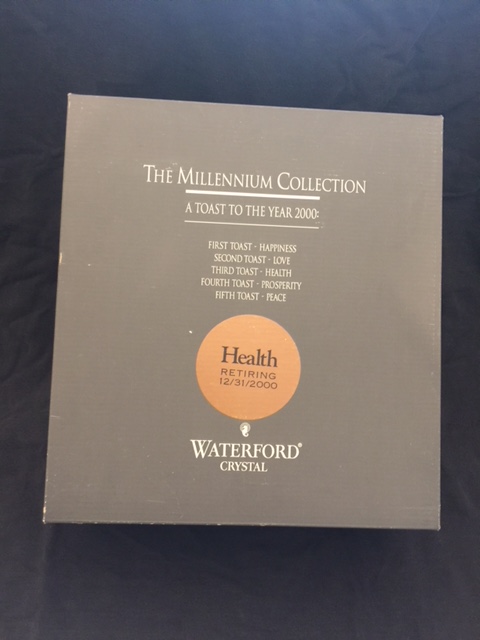 THE MILLENNIUM COLLECTION
A TOAST TO THE YEAR 2000:
FIRST TOAST · HAPPINESS
SECOND TOAST · LOVE
THIRD TOAST · HEALTH
FOURTH TOAST · PROSPERITY
FIFTH TOAST · PEACE
Health
RETIRING
12/31/2000
WATERFORD®
CRYSTAL